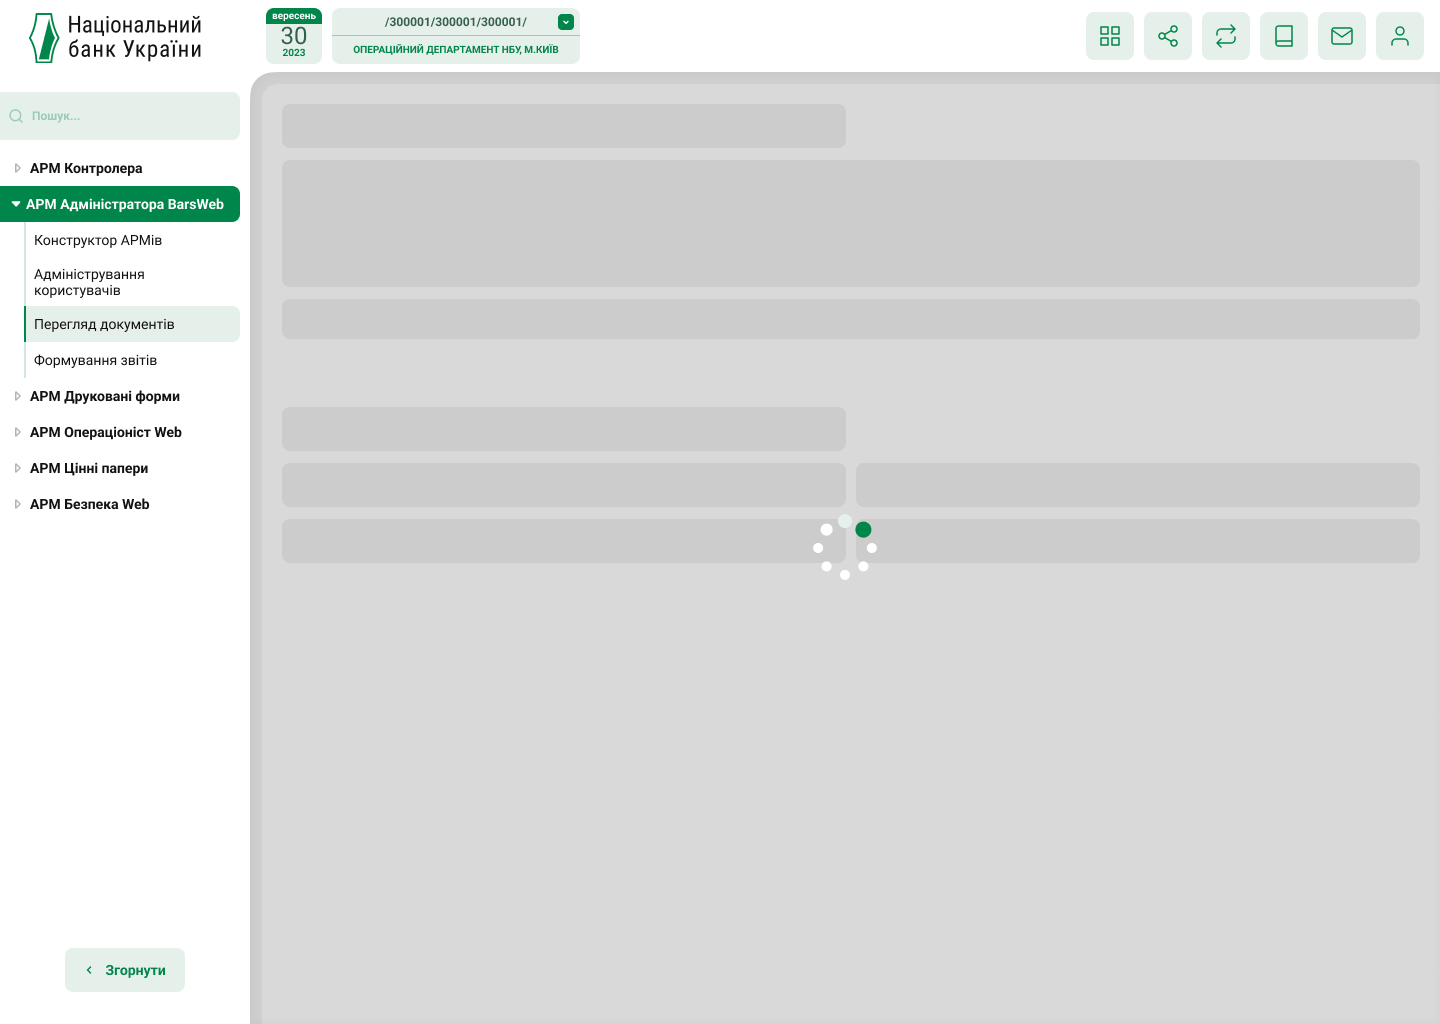 Національний
банк України
вересень
30
2023
/300001/300001/300001/
ОПЕРАЦІЙНИЙ ДЕПАРТАМЕНТ НБУ, М.КИЇВ
Пошук...
АРМ Контролера
АРМ Адміністратора BarsWeb
Конструктор АРМів
Адміністрування
користувачів
Перегляд документів
Формування звітів
АРМ Друковані форми
АРМ Операціоніст Web
АРМ Цінні папери
АРМ Безпека Web
Згорнути